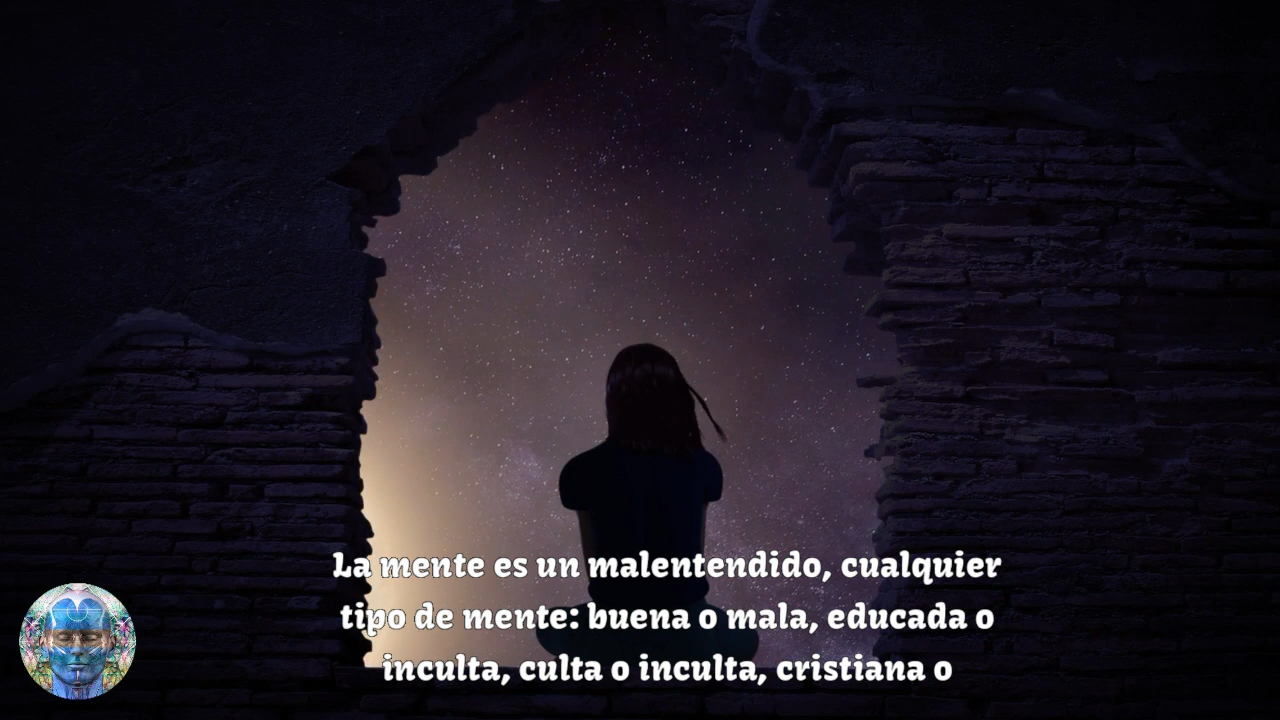 La mente es un malentendido, cualquier
tipo de mente: buena o mala, educada o
inculta, culta o inculta, cristiana o